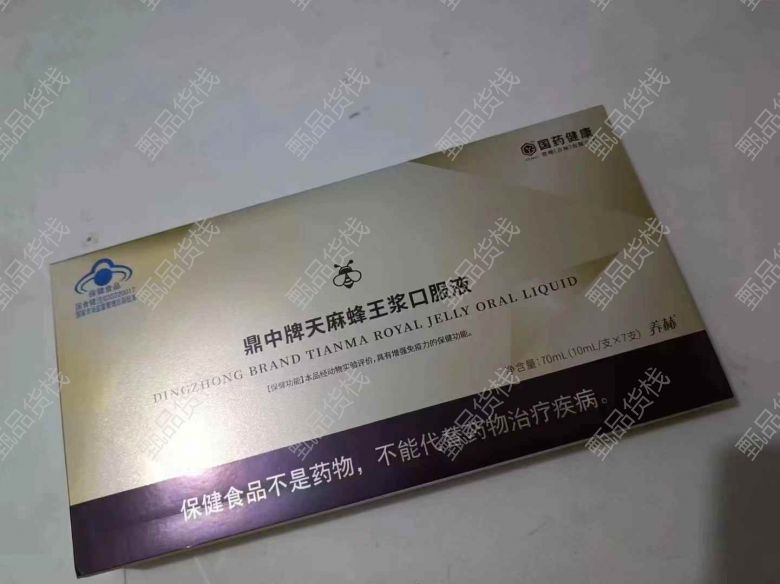 国药健康
保健食品
鼎中牌天麻蜂王浆口服液
DINGZHONG BRAND TIANMA ROYAL JELLY ORAL LIQUID
[保健功能]本品经动物实验评价,具有增强免疫力的保健功能。
净含量:70mL(10mL/支×7支)
养赫
保健食品不是药物,不能代替药物治疗疾病。
甄品货栈